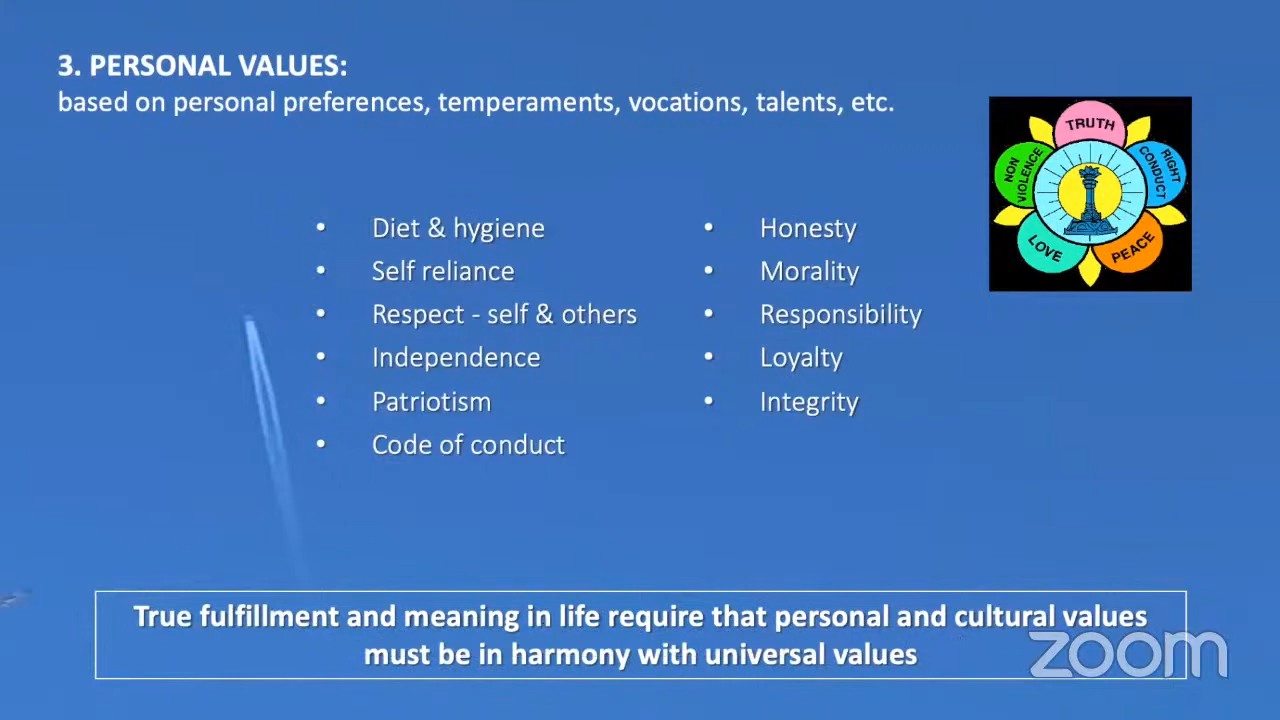 3. PERSONAL VALUES:
based on personal preferences, temperaments, vocations, talents, etc.
• Diet & hygiene
• Self reliance
• Respect - self & others
• Independence
• Patriotism
• Code of conduct
• Honesty
• Morality
• Responsibility
• Loyalty
• Integrity
TRUTH
RIGHT
CONDUCT
PEACE
LOVE
NON
VIOLENCE
True fulfillment and meaning in life require that personal and cultural values
must be in harmony with universal values
zoom